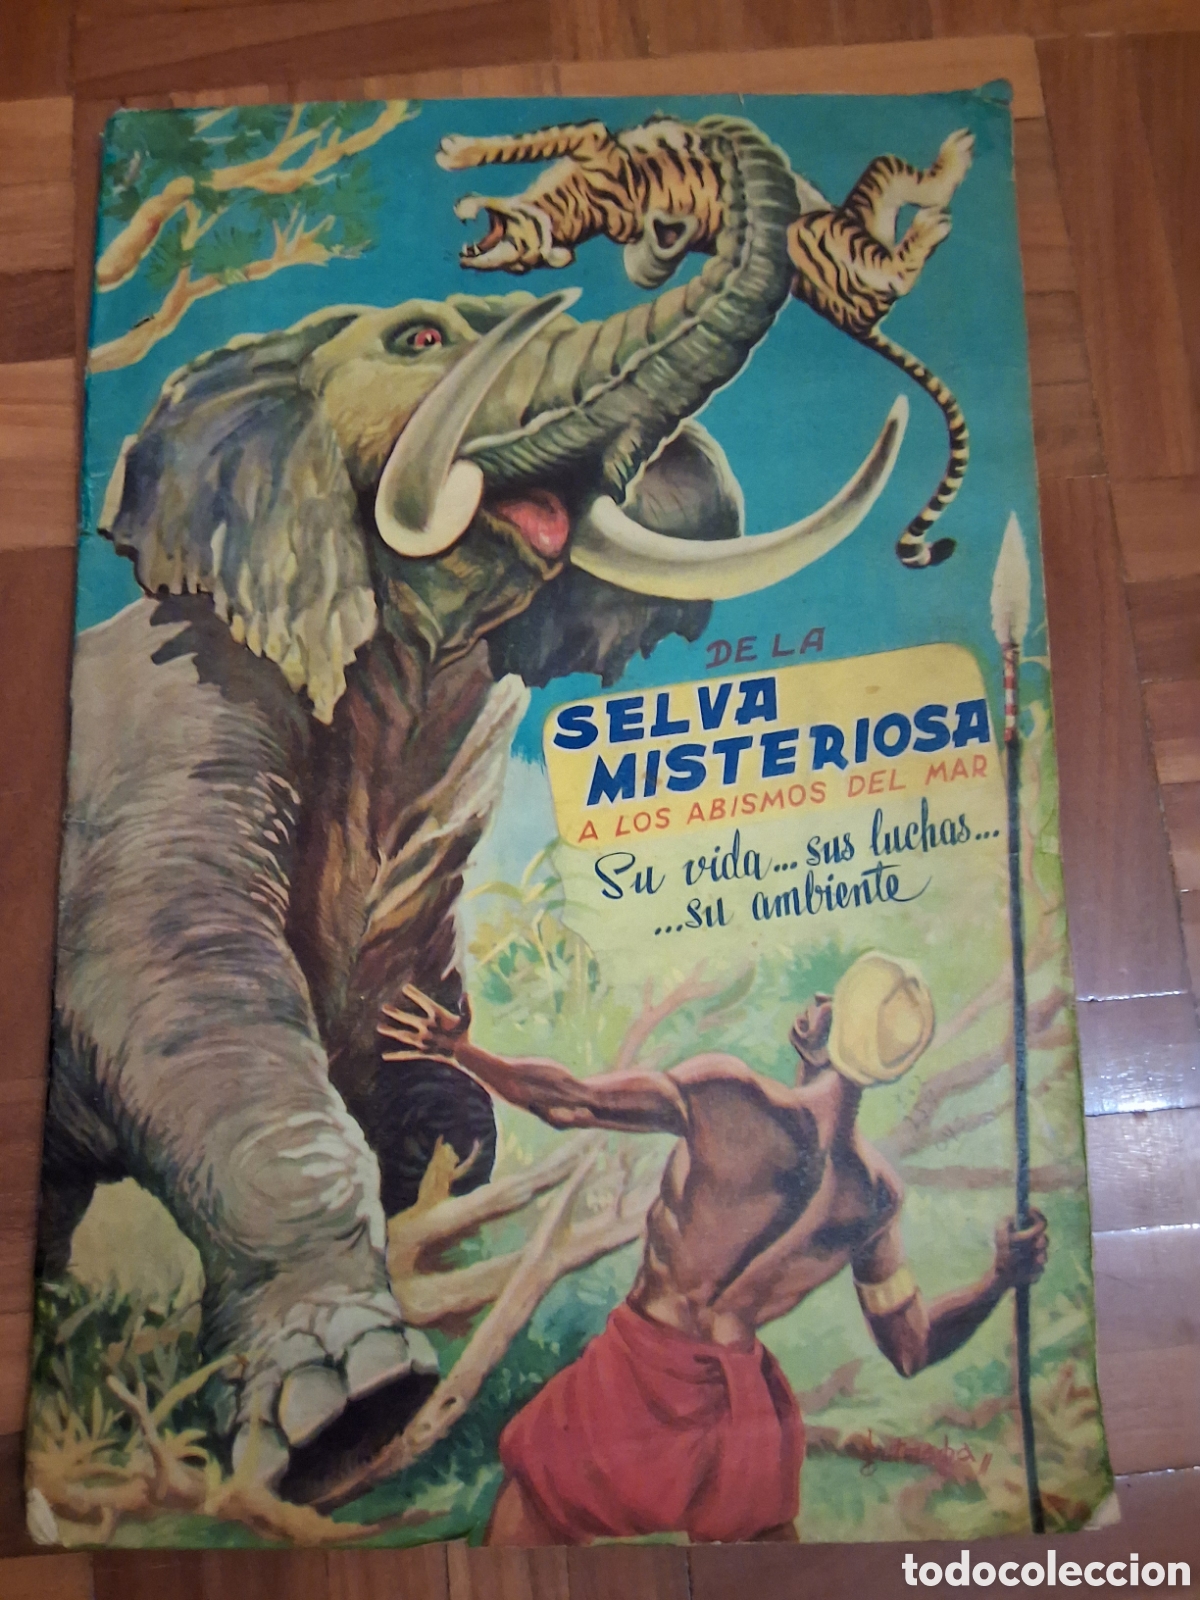 DE LA
SELVA
MISTERIOSA
A LOS ABISMOS DEL MAR
Su vida... sus luchas...
...su ambiente
todocoleccion